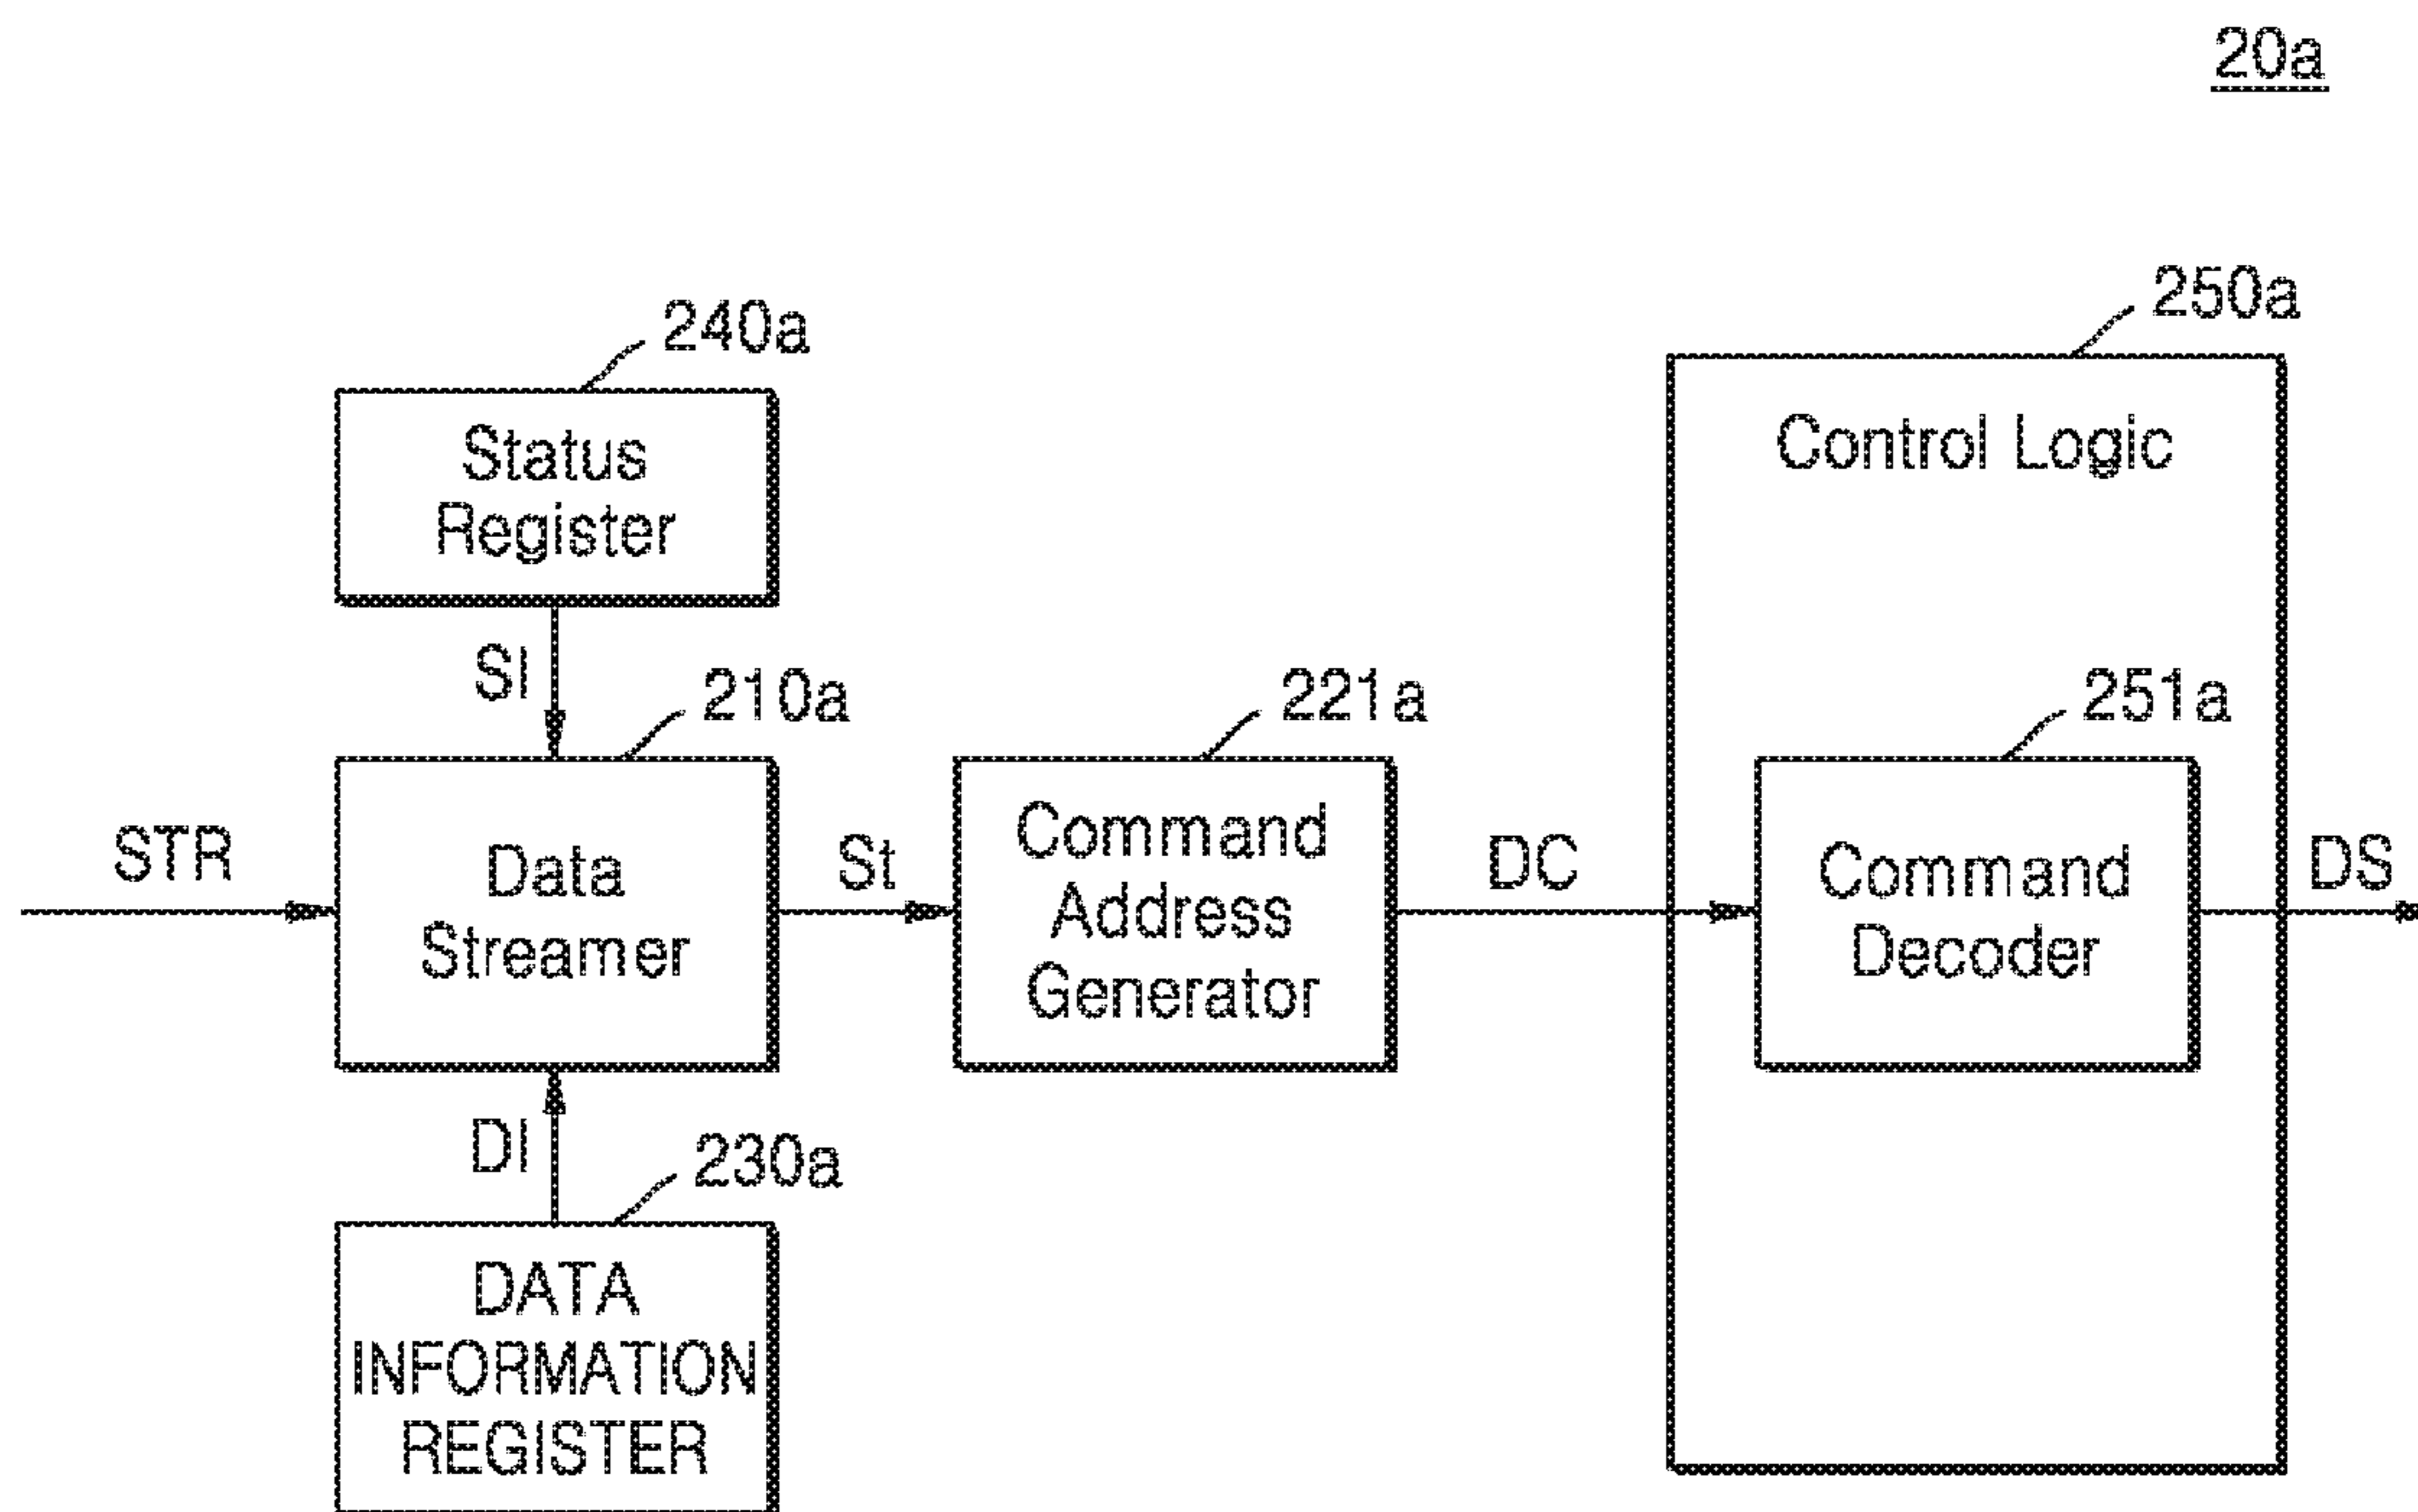 20a
240a
250a
Status
Register
Control Logic
SI
210a
221a
251a
STR
Data
Streamer
St
Command
Address
Generator
DC
Command
Decoder
DS
DI
230a
DATA
INFORMATION
REGISTER